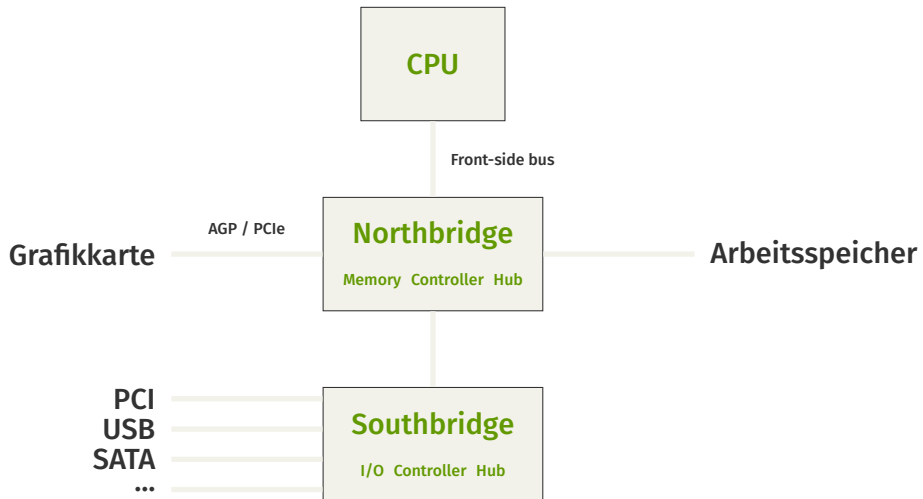 CPU
Front-side bus
AGP / PCIe
Grafikkarte
Northbridge
Memory Controller Hub
Arbeitsspeicher
PCI
USB
SATA
...
Southbridge
I/O Controller Hub